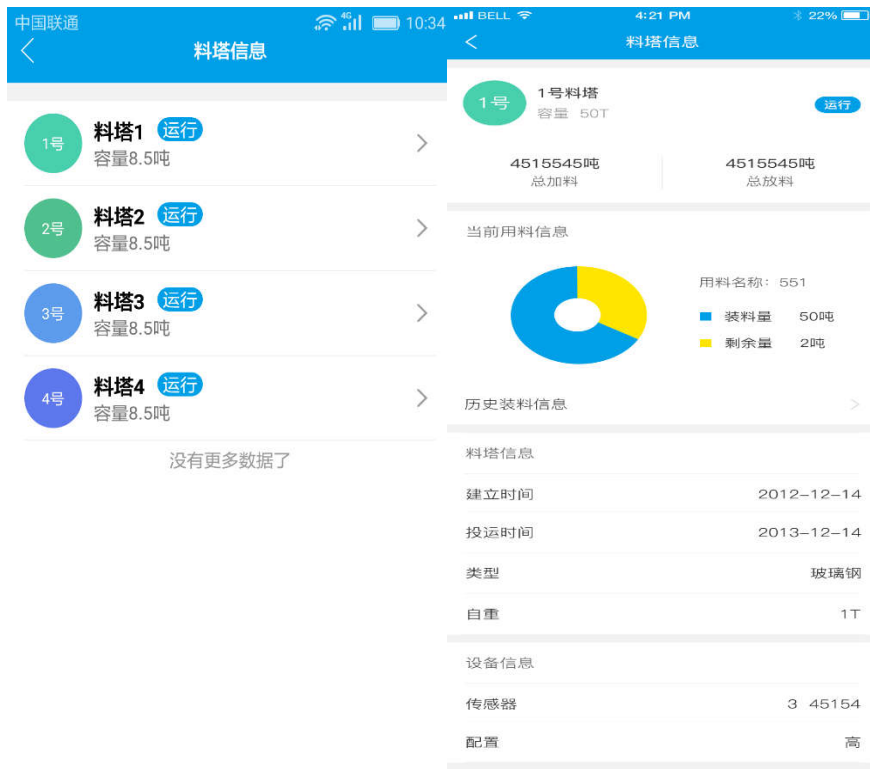 中国联通 4G 10:34
料塔信息
1号 料塔1 运行
容量8.5吨
2号 料塔2 运行
容量8.5吨
3号 料塔3 运行
容量8.5吨
4号 料塔4 运行
容量8.5吨
没有更多数据了
BELL 4:21 PM 22%
料塔信息
1号 1号料塔 运行
容量 50T
4515545吨 4515545吨
总加料 总放料
当前用料信息
用料名称：551
装料量 50吨
剩余量 2吨
历史装料信息
料塔信息
建立时间 2012-12-14
投运时间 2013-12-14
类型 玻璃钢
自重 1T
设备信息
传感器 3 45154
配置 高